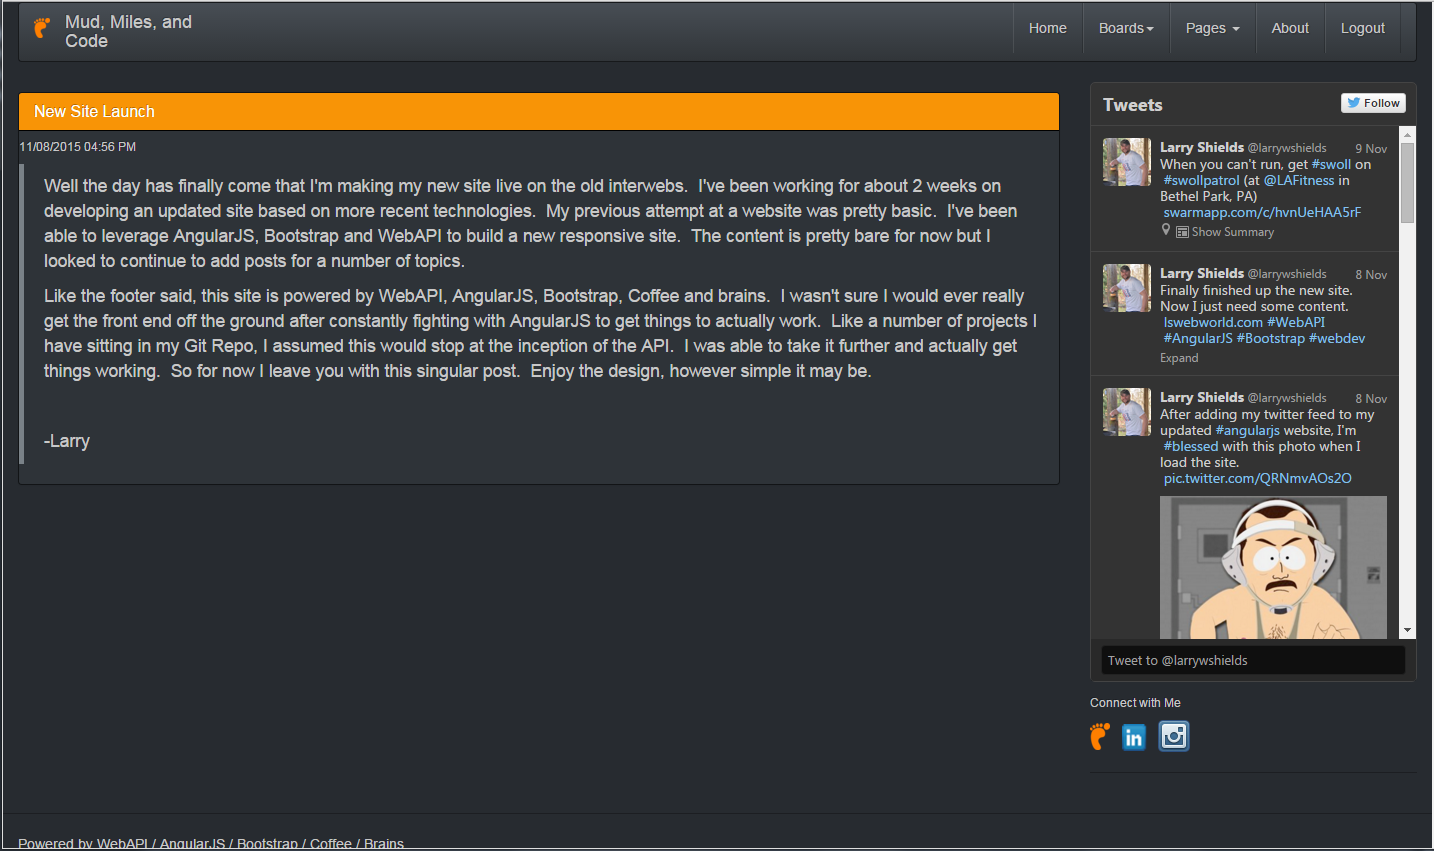 Mud, Miles, and
Code
Home
Boards
Pages
About
Logout
New Site Launch
11/08/2015 04:56 PM
Well the day has finally come that I'm making my new site live on the old interwebs.  I've been working for about 2 weeks on
developing an updated site based on more recent technologies.  My previous attempt at a website was pretty basic.  I've been
able to leverage AngularJS, Bootstrap and WebAPI to build a new responsive site.  The content is pretty bare for now but I
looked to continue to add posts for a number of topics.
Like the footer said, this site is powered by WebAPI, AngularJS, Bootstrap, Coffee and brains.  I wasn't sure I would ever really
get the front end off the ground after constantly fighting with AngularJS to get things to actually work.  Like a number of projects I
have sitting in my Git Repo, I assumed this would stop at the inception of the API.  I was able to take it further and actually get
things working.  So for now I leave you with this singular post.  Enjoy the design, however simple it may be.
-Larry
Tweets
Follow
Larry Shields @larrywshields 9 Nov
When you can't run, get #swoll on
#swollpatrol (at @LAFitness in
Bethel Park, PA)
swarmapp.com/c/hvnUeHAA5rF
Show Summary
Larry Shields @larrywshields 8 Nov
Finally finished up the new site.
Now I just need some content.
lswebworld.com #WebAPI
#AngularJS #Bootstrap #webdev
Expand
Larry Shields @larrywshields 8 Nov
After adding my twitter feed to my
updated #angularjs website, I'm
#blessed with this photo when I
load the site.
pic.twitter.com/QRNmvAOs2O
Tweet to @larrywshields
Connect with Me
in
Powered by WebAPI / AngularJS / Bootstrap / Coffee / Brains